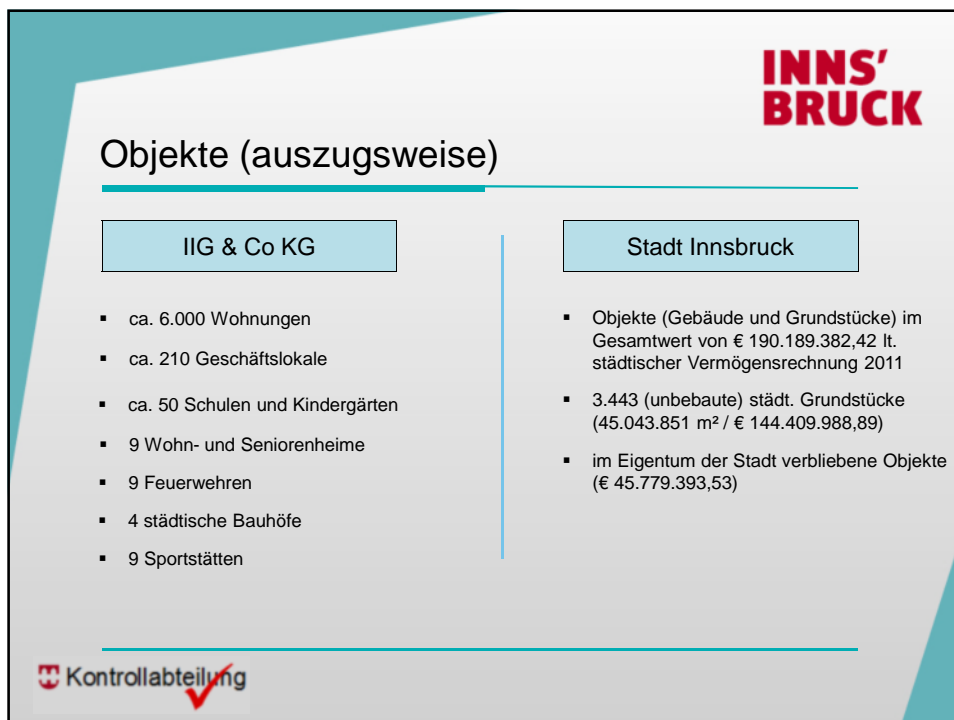 INNS'
BRUCK
Objekte (auszugsweise)
IIG & Co KG
▪ ca. 6.000 Wohnungen
▪ ca. 210 Geschäftslokale
▪ ca. 50 Schulen und Kindergärten
▪ 9 Wohn- und Seniorenheime
▪ 9 Feuerwehren
▪ 4 städtische Bauhöfe
▪ 9 Sportstätten
Stadt Innsbruck
▪ Objekte (Gebäude und Grundstücke) im
Gesamtwert von € 190.189.382,42 lt.
städtischer Vermögensrechnung 2011
▪ 3.443 (unbebaute) städt. Grundstücke
(45.043.851 m² / € 144.409.988,89)
▪ im Eigentum der Stadt verbliebene Objekte
(€ 45.779.393,53)
Kontrollabteilung